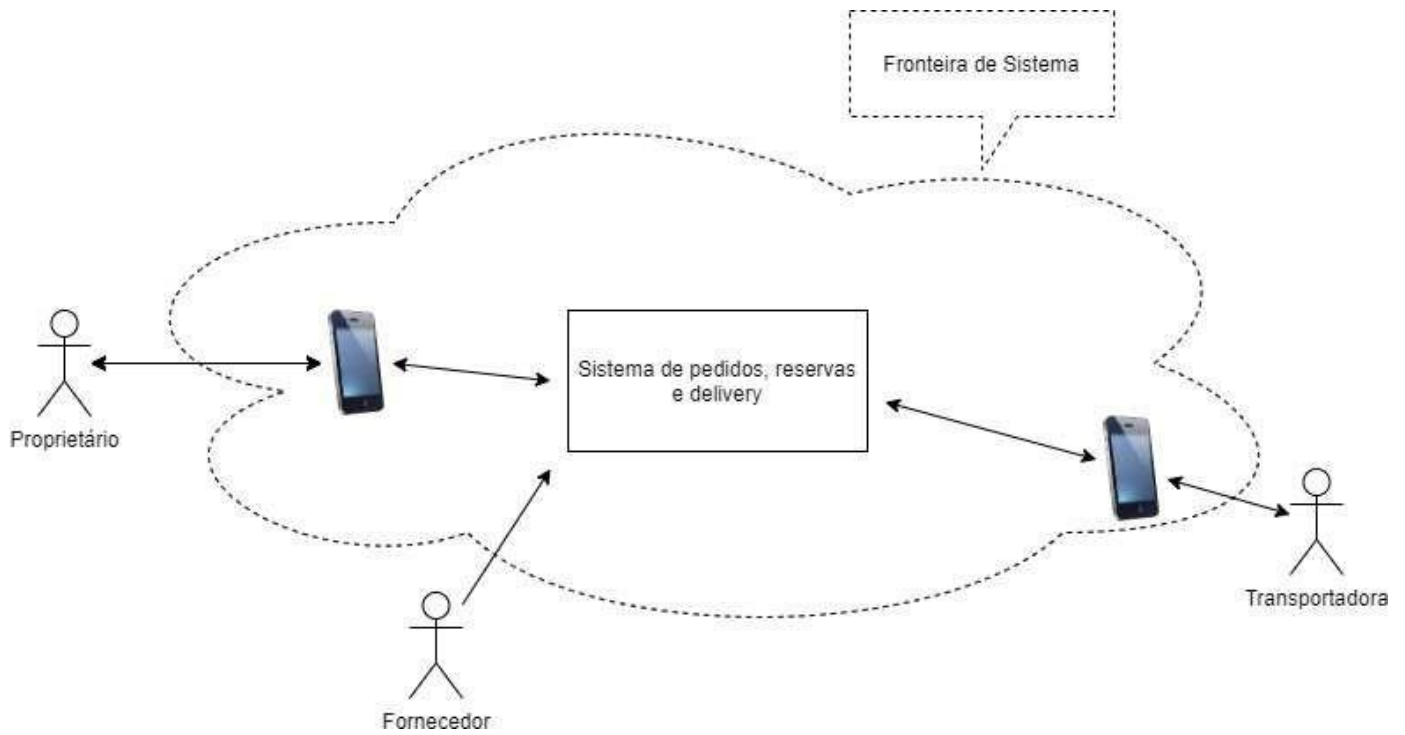 Fronteira de Sistema
Sistema de pedidos, reservas
e delivery
Proprietário
Transportadora
Fornecedor